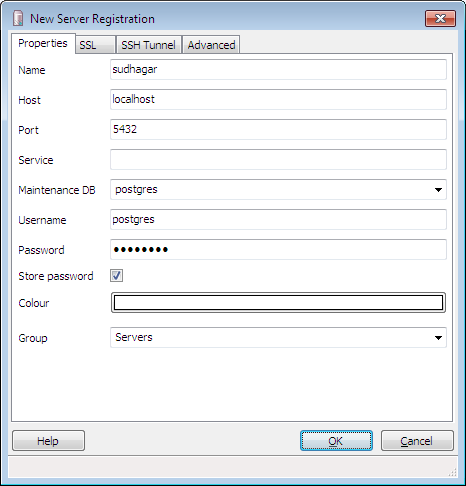 New Server Registration
Properties SSL SSH Tunnel Advanced
Name sudhagar
Host localhost
Port 5432
Service
Maintenance DB postgres
Username postgres
Password ••••••••
Store password
Colour
Group Servers
Help OK Cancel